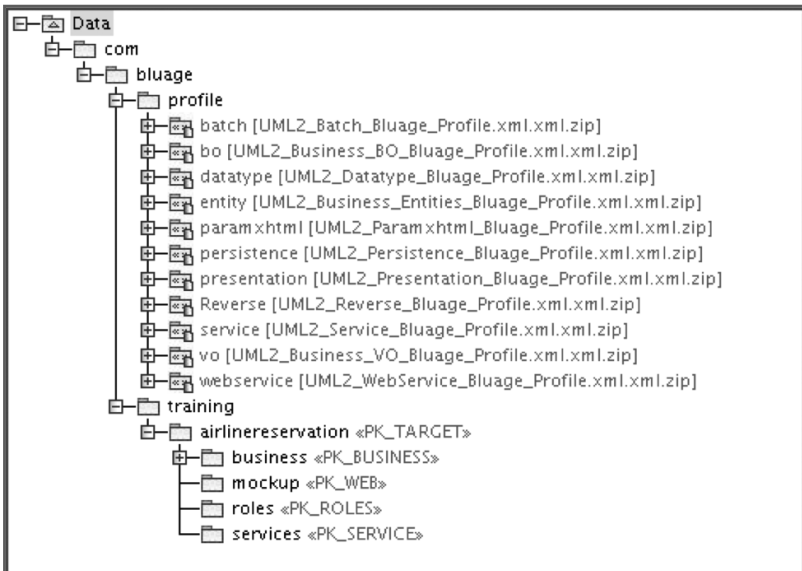 Data
com
bluage
profile
batch [UML2_Batch_Bluage_Profile.xml.xml.zip]
bo [UML2_Business_BO_Bluage_Profile.xml.xml.zip]
datatype [UML2_Datatype_Bluage_Profile.xml.xml.zip]
entity [UML2_Business_Entities_Bluage_Profile.xml.xml.zip]
paramxhtml [UML2_Paramxhtml_Bluage_Profile.xml.xml.zip]
persistence [UML2_Persistence_Bluage_Profile.xml.xml.zip]
presentation [UML2_Presentation_Bluage_Profile.xml.xml.zip]
Reverse [UML2_Reverse_Bluage_Profile.xml.xml.zip]
service [UML2_Service_Bluage_Profile.xml.xml.zip]
vo [UML2_Business_VO_Bluage_Profile.xml.xml.zip]
webservice [UML2_WebService_Bluage_Profile.xml.xml.zip]
training
airlinereservation «PK_TARGET»
business «PK_BUSINESS»
mockup «PK_WEB»
roles «PK_ROLES»
services «PK_SERVICE»